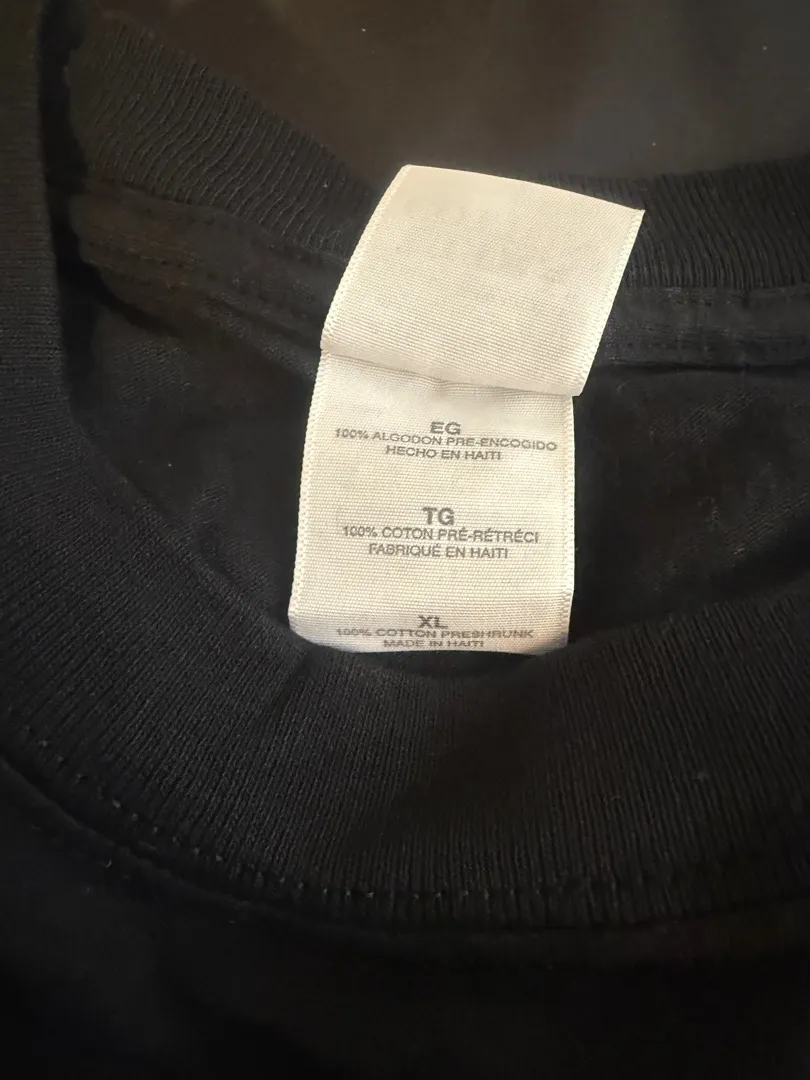 EG
100% ALGODON PRE-ENCOGIDO
HECHO EN HAITI
TG
100% COTON PRÉ-RÉTRÉCI
FABRIQUÉ EN HAITI
XL
100% COTTON PRESHRUNK
MADE IN HAITI